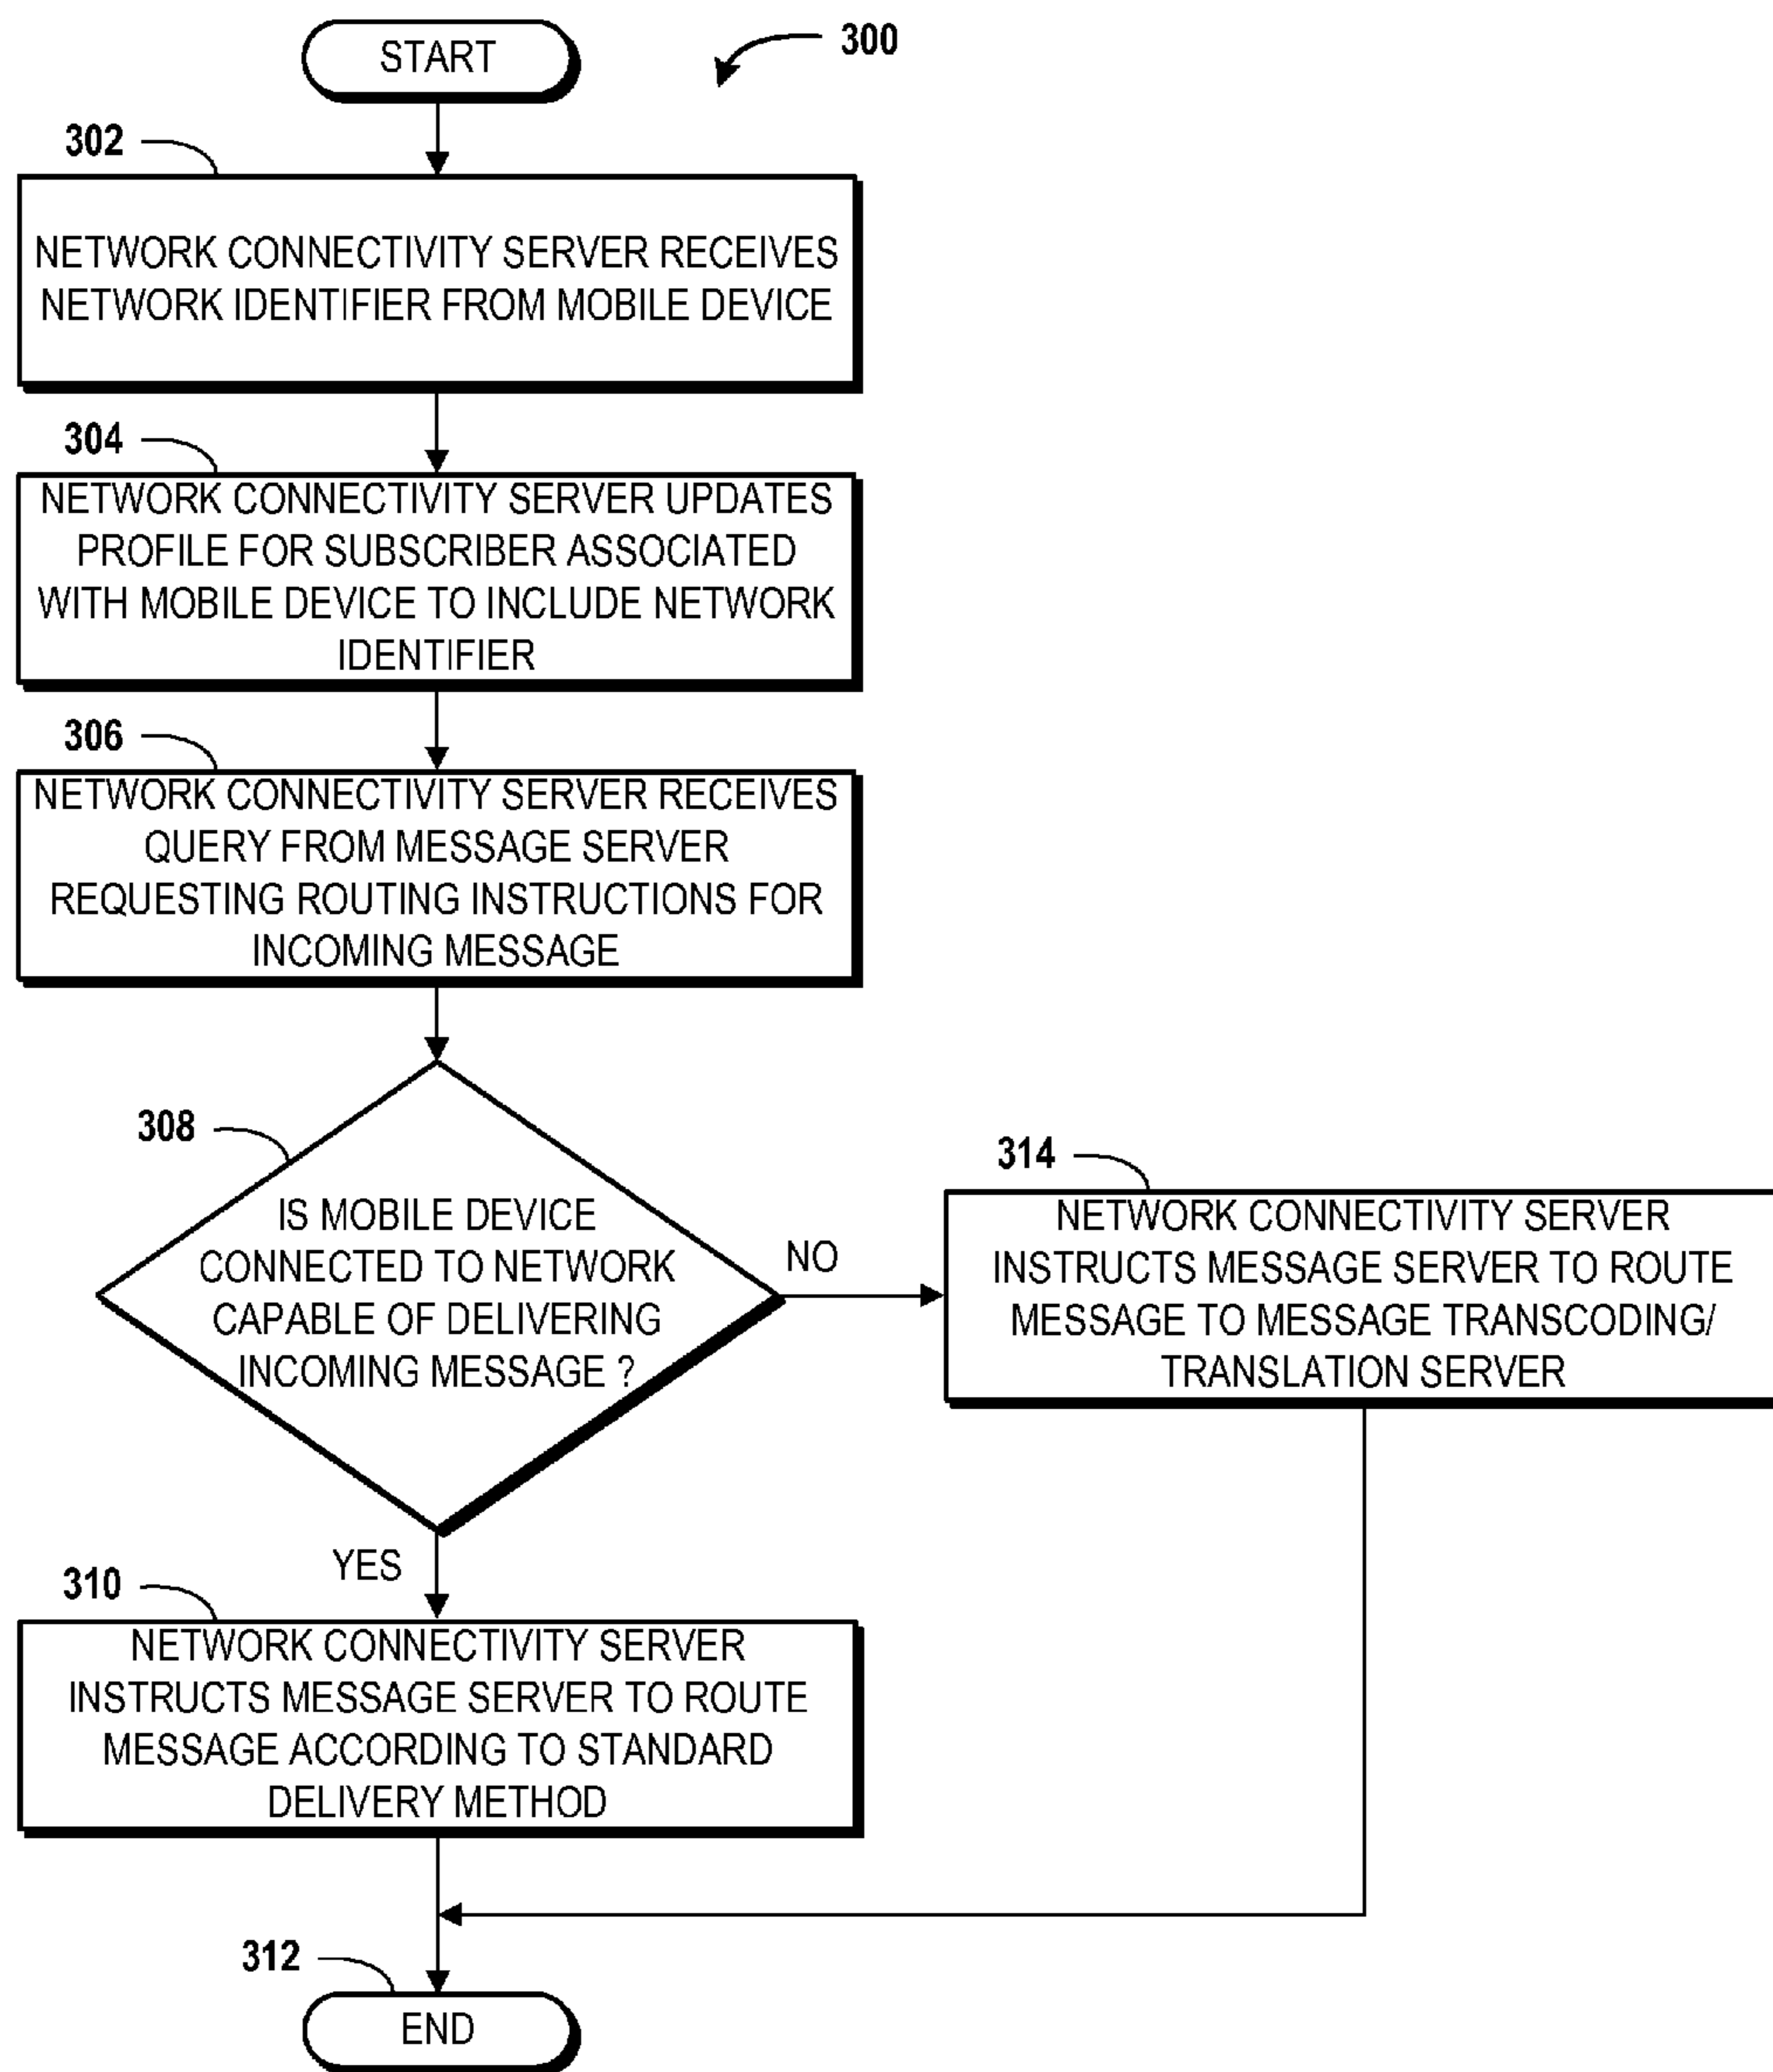 START
300
302
NETWORK CONNECTIVITY SERVER RECEIVES
NETWORK IDENTIFIER FROM MOBILE DEVICE
304
NETWORK CONNECTIVITY SERVER UPDATES
PROFILE FOR SUBSCRIBER ASSOCIATED
WITH MOBILE DEVICE TO INCLUDE NETWORK
IDENTIFIER
306
NETWORK CONNECTIVITY SERVER RECEIVES
QUERY FROM MESSAGE SERVER
REQUESTING ROUTING INSTRUCTIONS FOR
INCOMING MESSAGE
308
IS MOBILE DEVICE
CONNECTED TO NETWORK
CAPABLE OF DELIVERING
INCOMING MESSAGE ?
NO
314
NETWORK CONNECTIVITY SERVER
INSTRUCTS MESSAGE SERVER TO ROUTE
MESSAGE TO MESSAGE TRANSCODING/
TRANSLATION SERVER
YES
310
NETWORK CONNECTIVITY SERVER
INSTRUCTS MESSAGE SERVER TO ROUTE
MESSAGE ACCORDING TO STANDARD
DELIVERY METHOD
312
END